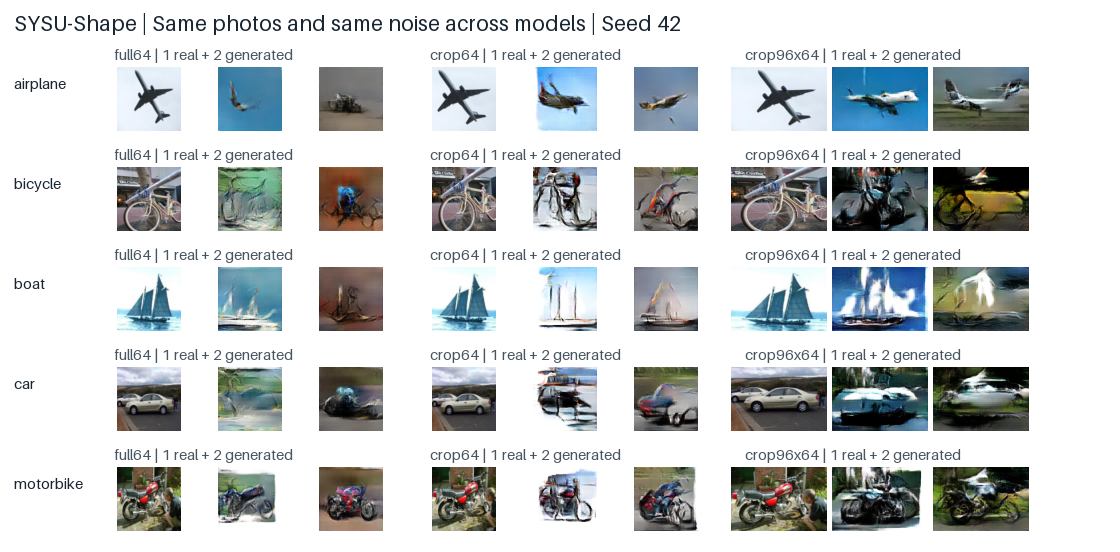 SYSU-Shape | Same photos and same noise across models | Seed 42
full64 | 1 real + 2 generated crop64 | 1 real + 2 generated crop96x64 | 1 real + 2 generated
airplane
full64 | 1 real + 2 generated crop64 | 1 real + 2 generated crop96x64 | 1 real + 2 generated
bicycle
full64 | 1 real + 2 generated crop64 | 1 real + 2 generated crop96x64 | 1 real + 2 generated
boat
full64 | 1 real + 2 generated crop64 | 1 real + 2 generated crop96x64 | 1 real + 2 generated
car
full64 | 1 real + 2 generated crop64 | 1 real + 2 generated crop96x64 | 1 real + 2 generated
motorbike